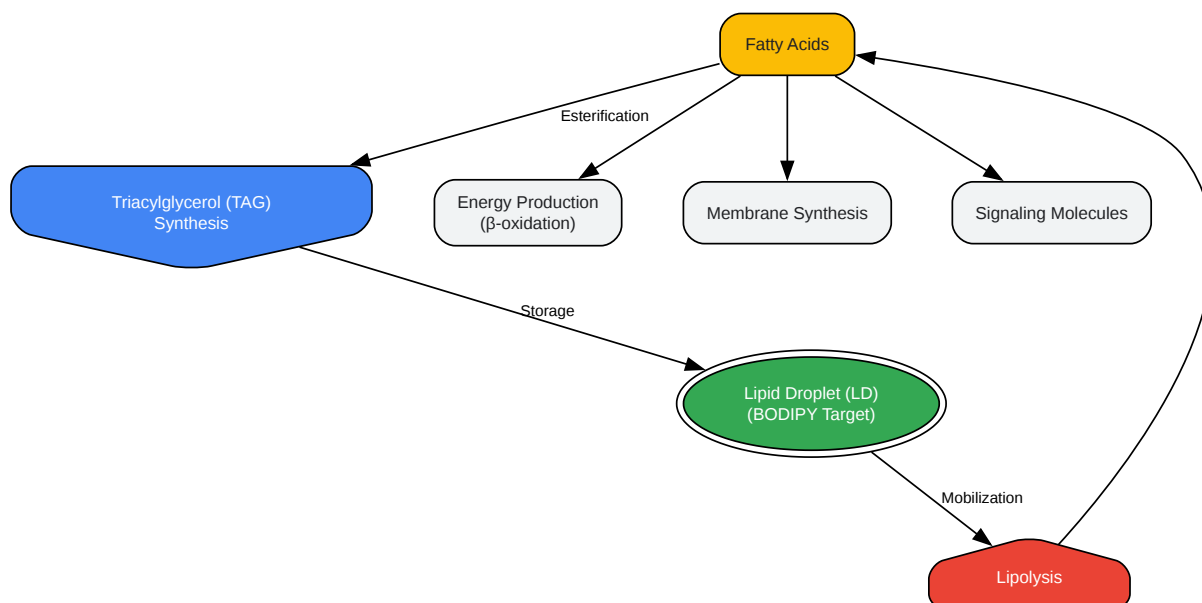 Fatty Acids
Esterification
Triacylglycerol (TAG)
Synthesis
Energy Production
(β-oxidation)
Membrane Synthesis
Signaling Molecules
Storage
Lipid Droplet (LD)
(BODIPY Target)
Mobilization
Lipolysis